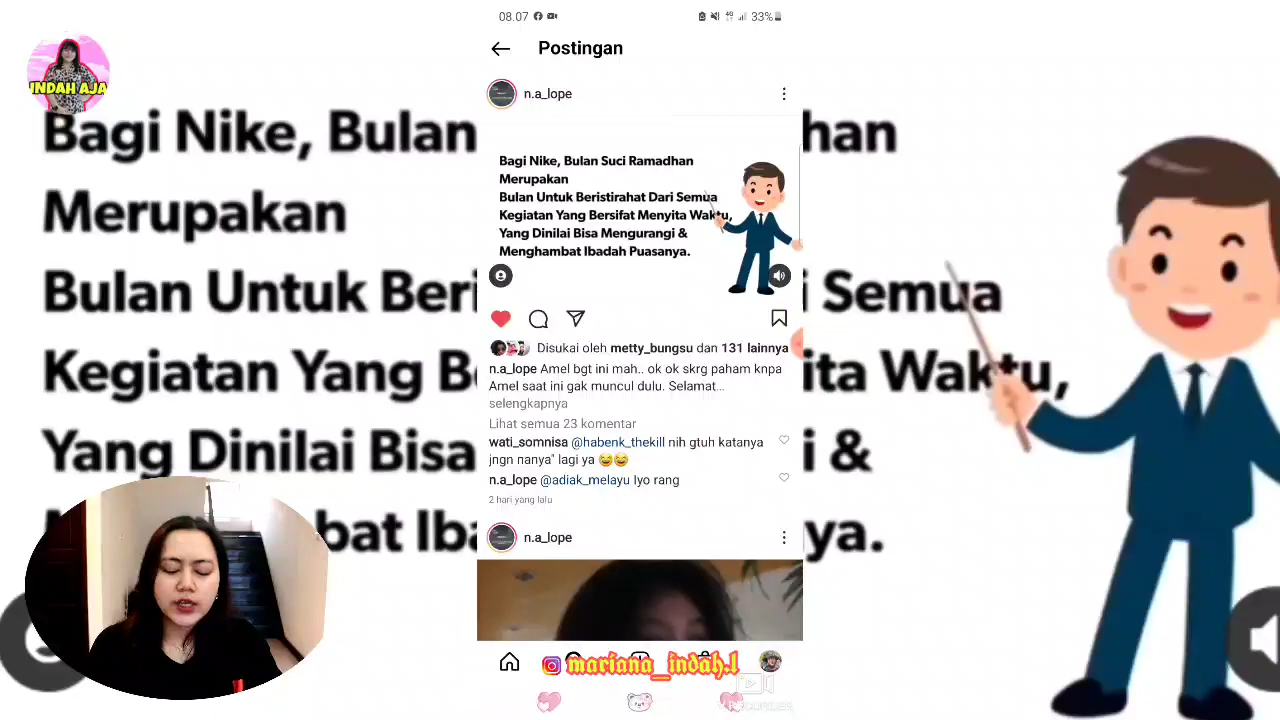 INDAH AJA
08.07
4G
33%
Postingan
n.a_lope
Bagi Nike, Bulan Suci Ramadhan
Merupakan
Bulan Untuk Beristirahat Dari Semua
Kegiatan Yang Bersifat Menyita Waktu,
Yang Dinilai Bisa Mengurangi &
Menghambat Ibadah Puasanya.
Disukai oleh metty_bungsu dan 131 lainnya
n.a_lope Amel bgt ini mah.. ok ok skrg paham knpa
Amel saat ini gak muncul dulu. Selamat...
selengkapnya
Lihat semua 23 komentar
wati_somnisa @habenk_thekill nih gtuh katanya
jngn nanya" lagi ya 😂😂
n.a_lope @adiak_melayu Iyo rang
2 hari yang lalu
n.a_lope
mariana_indah.l
RECORDER
Bagi Nike, Bulan
han
Merupakan
Bulan Untuk Beri
i Semua
Kegiatan Yang Be
ita Waktu,
Yang Dinilai Bisa
i &
bat Iba
ya.